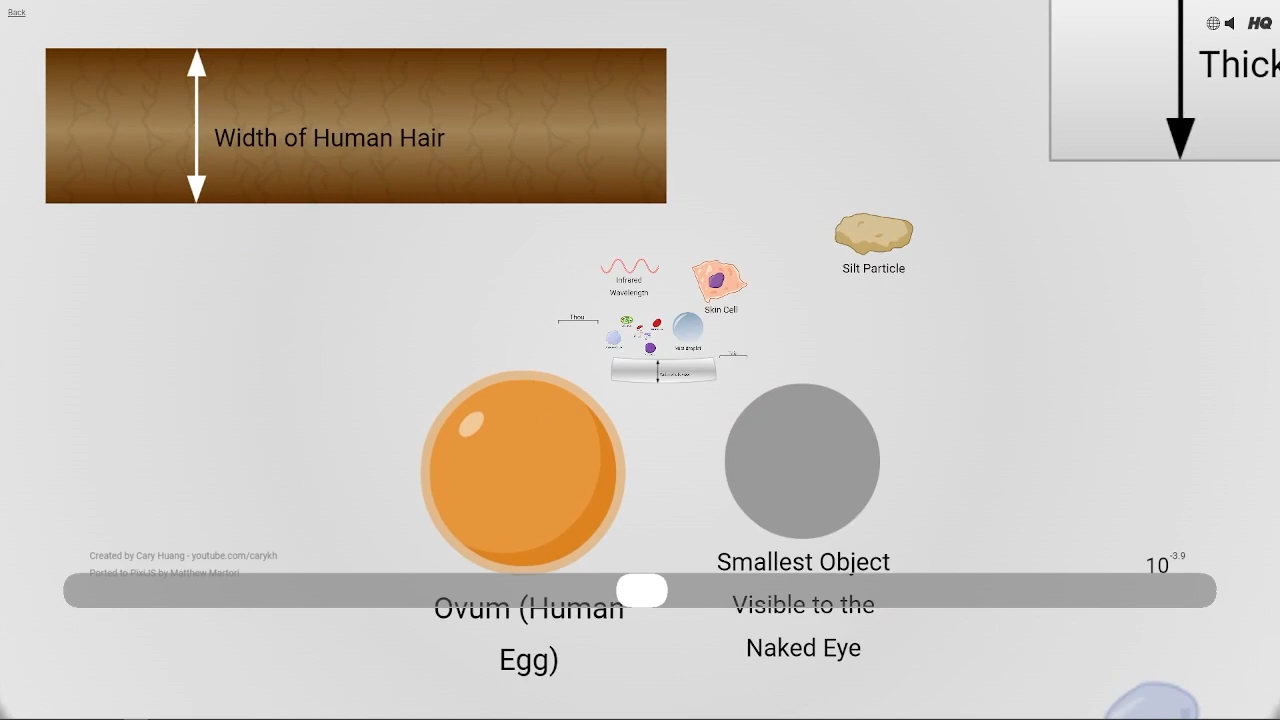 Back
HQ
Thick
Width of Human Hair
Silt Particle
Infrared
Wavelength
Skin Cell
Thou
Mist Droplet
Smallest Object
Visible to the
Naked Eye
Created by Cary Huang - youtube.com/carykh
Ported to PixiJS by Matthew Martori
10-3.9
Ovum (Human
Egg)